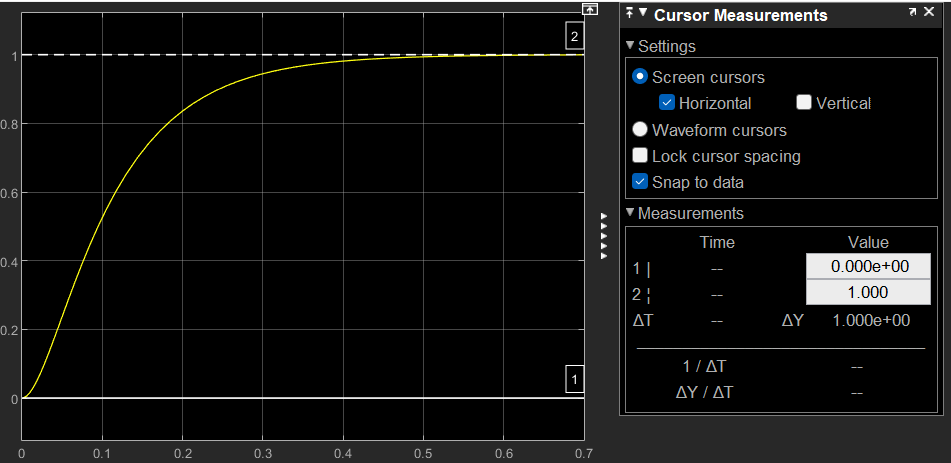 2
1
0.8
0.6
0.4
0.2
0
1
0 0.1 0.2 0.3 0.4 0.5 0.6 0.7
Cursor Measurements
Settings
Screen cursors
Horizontal Vertical
Waveform cursors
Lock cursor spacing
Snap to data
Measurements
Time Value
1 | -- 0.000e+00
2 ¦ -- 1.000
ΔT -- ΔY 1.000e+00
1 / ΔT --
ΔY / ΔT --